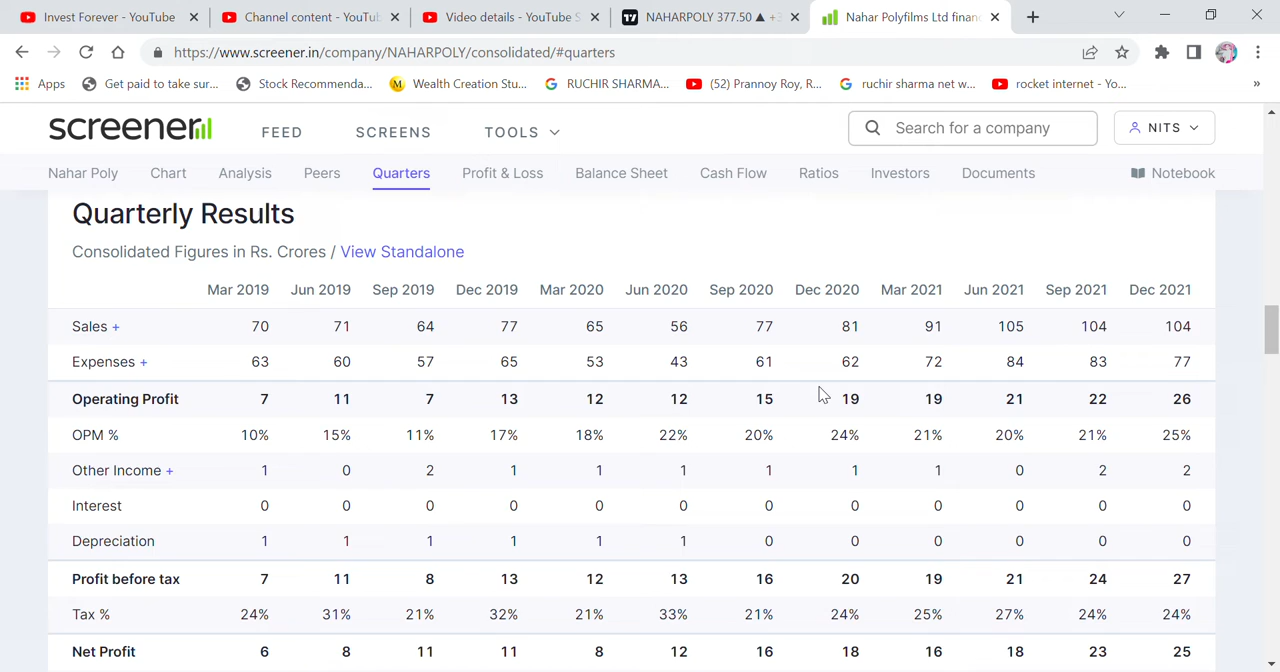 Invest Forever - YouTube
Channel content - YouTu
Video details - YouTube S
NAHARPOLY 377.50 ▲ +3
Nahar Polyfilms Ltd finan
https://www.screener.in/company/NAHARPOLY/consolidated/#quarters
Apps Get paid to take sur... Stock Recommenda... M Wealth Creation Stu... G RUCHIR SHARMA... (52) Prannoy Roy, R... G ruchir sharma net w... rocket internet - Yo... »
screener FEED SCREENS TOOLS Search for a company NITS
Nahar Poly Chart Analysis Peers Quarters Profit & Loss Balance Sheet Cash Flow Ratios Investors Documents Notebook
Quarterly Results
Consolidated Figures in Rs. Crores / View Standalone
Mar 2019 Jun 2019 Sep 2019 Dec 2019 Mar 2020 Jun 2020 Sep 2020 Dec 2020 Mar 2021 Jun 2021 Sep 2021 Dec 2021
Sales + 70 71 64 77 65 56 77 81 91 105 104 104
Expenses + 63 60 57 65 53 43 61 62 72 84 83 77
Operating Profit 7 11 7 13 12 12 15 19 19 21 22 26
OPM % 10% 15% 11% 17% 18% 22% 20% 24% 21% 20% 21% 25%
Other Income + 1 0 2 1 1 1 1 1 1 0 2 2
Interest 0 0 0 0 0 0 0 0 0 0 0 0
Depreciation 1 1 1 1 1 1 0 0 0 0 0 0
Profit before tax 7 11 8 13 12 13 16 20 19 21 24 27
Tax % 24% 31% 21% 32% 21% 33% 21% 24% 25% 27% 24% 24%
Net Profit 6 8 11 11 8 12 16 18 16 18 23 25